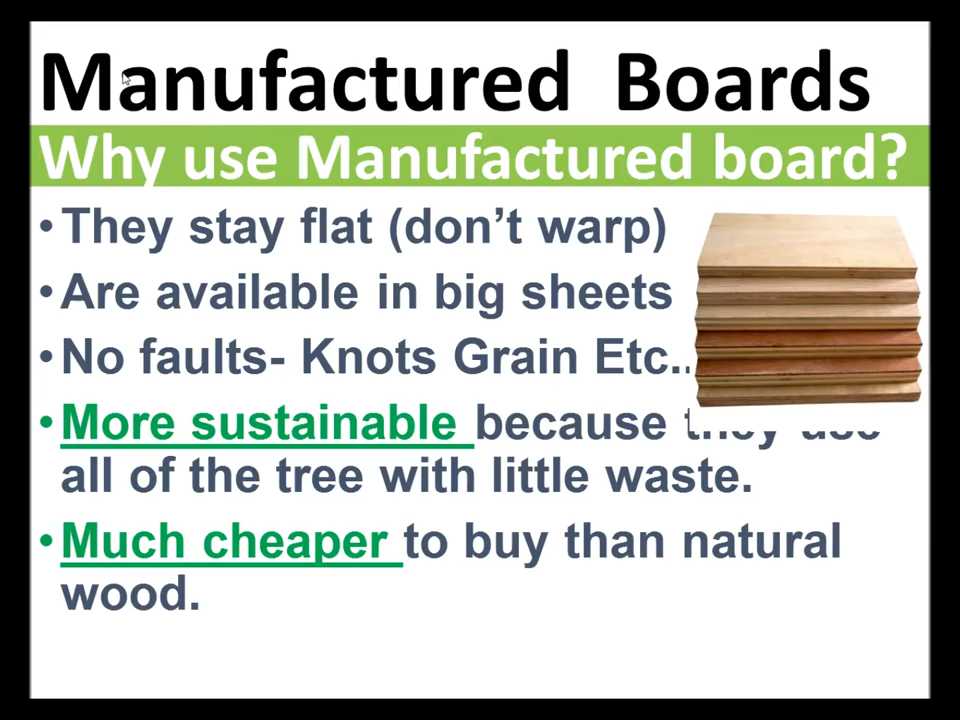 Manufactured Boards
Why use Manufactured board?
•They stay flat (don’t warp)
•Are available in big sheets
•No faults- Knots Grain Etc..
•More sustainable because they use
all of the tree with little waste.
•Much cheaper to buy than natural
wood.